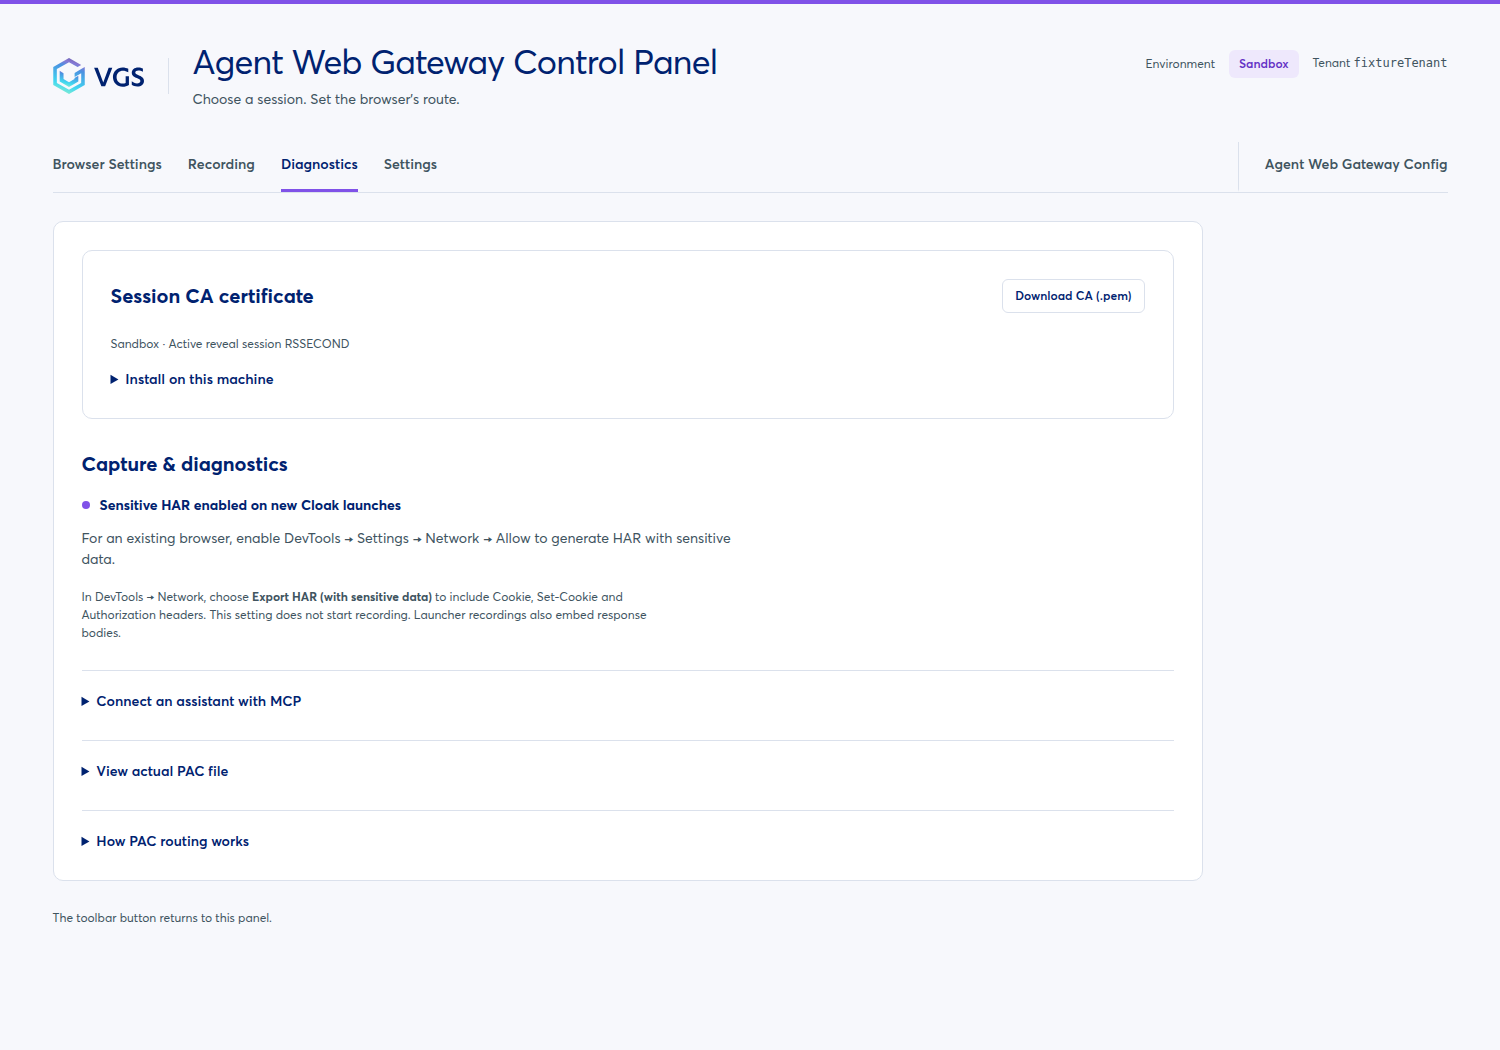 VGS
Agent Web Gateway Control Panel
Choose a session. Set the browser's route.
Environment
Sandbox
Tenant fixtureTenant
Browser Settings
Recording
Diagnostics
Settings
Agent Web Gateway Config
Session CA certificate
Download CA (.pem)
Sandbox · Active reveal session RSSECOND
▶ Install on this machine
Capture & diagnostics
Sensitive HAR enabled on new Cloak launches
For an existing browser, enable DevTools → Settings → Network → Allow to generate HAR with sensitive
data.
In DevTools → Network, choose Export HAR (with sensitive data) to include Cookie, Set-Cookie and
Authorization headers. This setting does not start recording. Launcher recordings also embed response
bodies.
▶ Connect an assistant with MCP
▶ View actual PAC file
▶ How PAC routing works
The toolbar button returns to this panel.